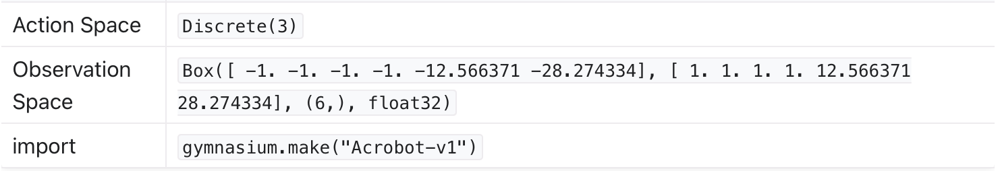 Action Space Discrete(3)
Observation Box([ -1. -1. -1. -1. -12.566371 -28.274334], [ 1. 1. 1. 1. 12.566371
Space 28.274334], (6,), float32)
import gymnasium.make("Acrobot-v1")